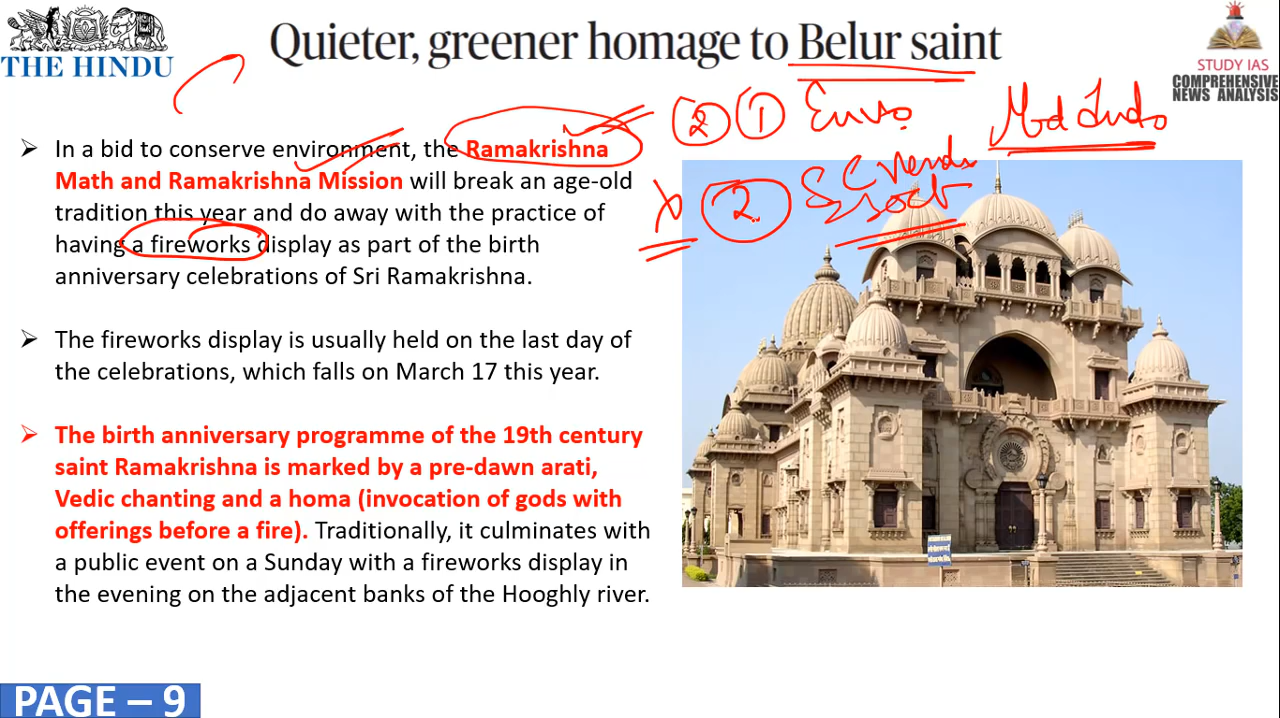 THE HINDU
Quieter, greener homage to Belur saint
STUDY IAS
COMPREHENSIVE
NEWS ANALYSIS
In a bid to conserve environment, the Ramakrishna
Math and Ramakrishna Mission will break an age-old
tradition this year and do away with the practice of
having a fireworks display as part of the birth
anniversary celebrations of Sri Ramakrishna.
The fireworks display is usually held on the last day of
the celebrations, which falls on March 17 this year.
The birth anniversary programme of the 19th century
saint Ramakrishna is marked by a pre-dawn arati,
Vedic chanting and a homa (invocation of gods with
offerings before a fire). Traditionally, it culminates with
a public event on a Sunday with a fireworks display in
the evening on the adjacent banks of the Hooghly river.
2 1
2
PAGE – 9